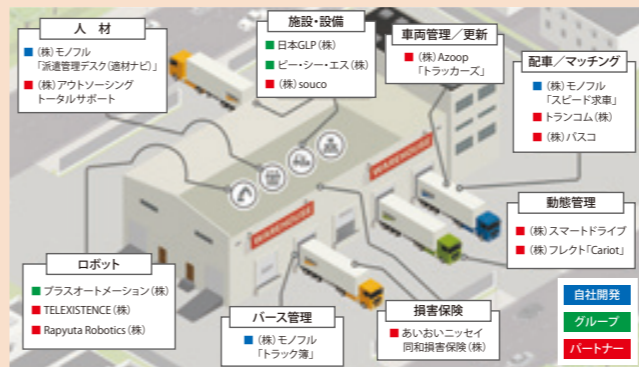 人 材
■ (株)モノフル
「派遣管理デスク(適材ナビ)」
■ (株)アウトソーシング
トータルサポート
施設・設備
■ 日本GLP(株)
■ ピー・シー・エス(株)
■ (株)souco
車両管理/更新
■ (株)Azoop
「トラッカーズ」
配車/マッチング
■ (株)モノフル
「スピード求車」
■ トランコム(株)
■ (株)パスコ
WAREHOUSE
WAREHOUSE
動態管理
■ (株)スマートドライブ
■ (株)フレクト「Cariot」
ロボット
■ プラスオートメーション(株)
■ TELEXISTENCE(株)
■ Rapyuta Robotics(株)
バース管理
■ (株)モノフル
「トラック簿」
損害保険
■ あいおいニッセイ
同和損害保険(株)
自社開発
グループ
パートナー